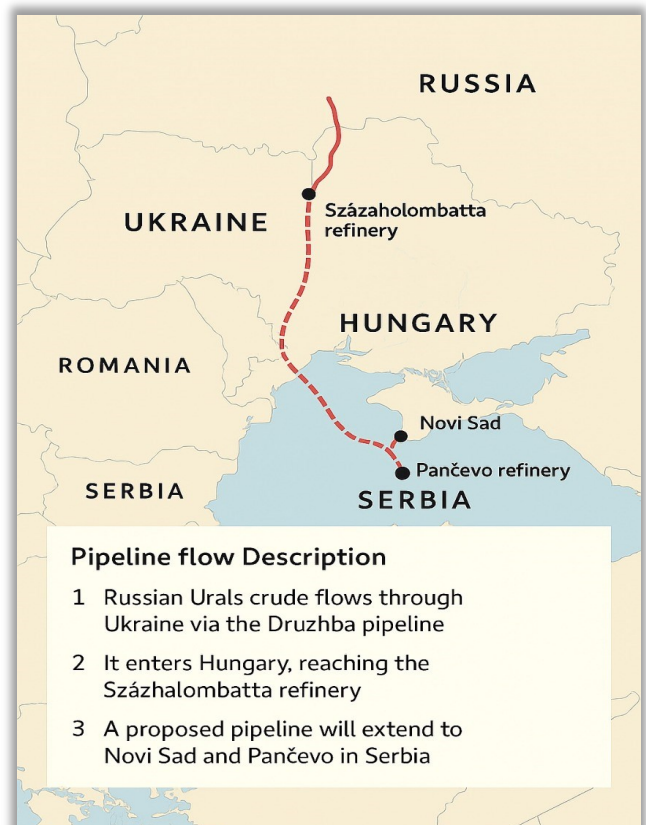 RUSSIA
Százaholombatta
refinery
UKRAINE
HUNGARY
ROMANIA
Novi Sad
Pančevo refinery
SERBIA
SERBIA
Pipeline flow Description
1 Russian Urals crude flows through
Ukraine via the Druzhba pipeline
2 It enters Hungary, reaching the
Százhalombatta refinery
3 A proposed pipeline will extend to
Novi Sad and Pančevo in Serbia